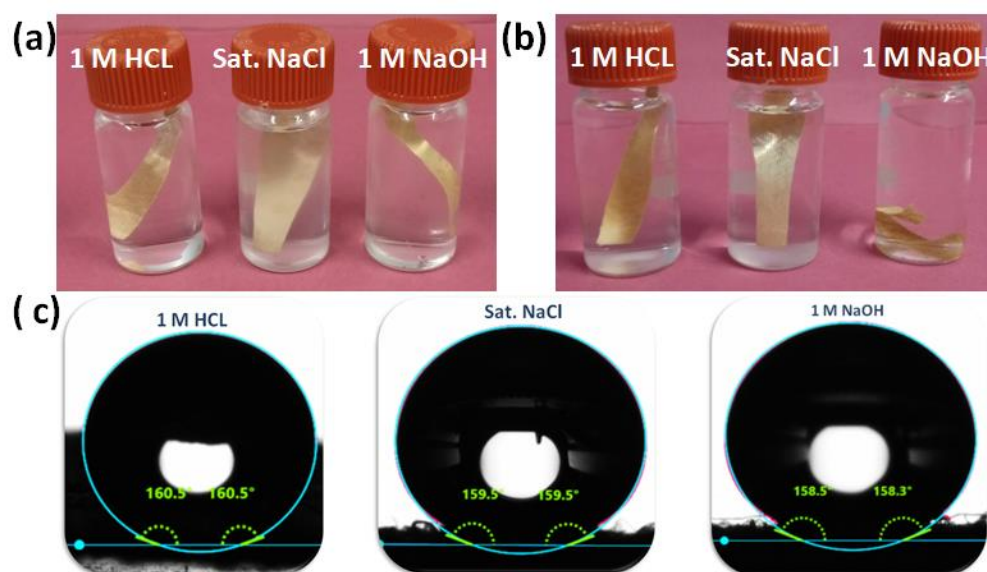 (a)
1 M HCL
Sat. NaCl
1 M NaOH
(b)
1 M HCL
Sat. NaCl
1 M NaOH
( c)
1 M HCL
Sat. NaCl
1 M NaOH
160.5° 160.5°
159.5° 159.5°
158.5° 158.3°